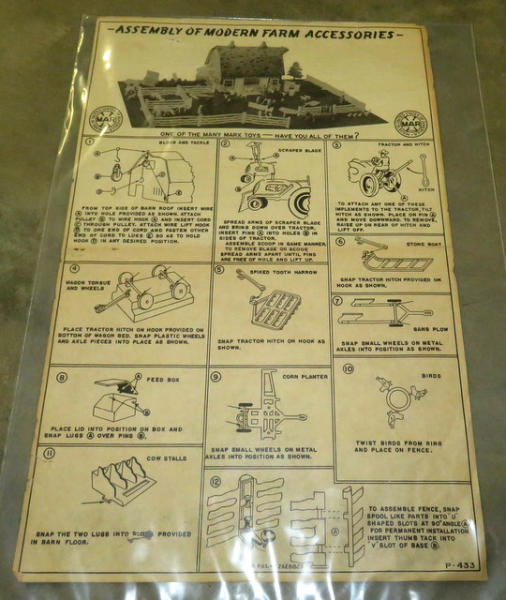 - ASSEMBLY OF MODERN FARM ACCESSORIES -
MAR
MAR
ONE OF THE MANY MARX TOYS — HAVE YOU ALL OF THEM?
1
BLOCK AND TACKLE
FROM TOP SIDE OF BARN ROOF INSERT WIRE
A INTO HOLE PROVIDED AS SHOWN. ATTACH
PULLEY B TO WIRE HOOK A AND INSERT CORD
C THROUGH PULLEY. ATTACH WIRE LIFT HOOK
D TO ONE END OF CORD AND FASTEN OTHER
END OF CORD TO LUGS E SO AS TO HOLD
HOOK D IN ANY DESIRED POSITION.
2
SCRAPER BLADE
SPREAD ARMS OF SCRAPER BLADE
AND BRING DOWN OVER TRACTOR.
INSERT PINS A INTO HOLES B IN
SIDES OF TRACTOR.
ASSEMBLE SCOOP IN SAME MANNER.
TO REMOVE BLADE OR SCOOP
SPREAD ARMS APART UNTIL PINS
ARE FREE OF HOLE AND LIFT UP.
3
TRACTOR AND HITCH
HITCH
TO ATTACH ANY ONE OF THESE
IMPLEMENTS TO THE TRACTOR, TILT
HITCH AS SHOWN. PLACE ON PIN A
AND MOVE DOWNWARD. TO REMOVE,
RAISE UP ON REAR OF HITCH
AND LIFT OFF.
4
WAGON TONGUE
AND WHEELS
PLACE TRACTOR HITCH ON HOOK PROVIDED ON
BOTTOM OF WAGON BED. SNAP PLASTIC WHEELS
AND AXLE PIECES INTO PLACE AS SHOWN.
5
SPIKED TOOTH HARROW
SNAP TRACTOR HITCH ON HOOK AS
SHOWN.
6
STONE BOAT
SNAP TRACTOR HITCH PROVIDED ON
HOOK AS SHOWN.
7
GANG PLOW
SNAP SMALL WHEELS ON METAL
AXLES INTO POSITION AS SHOWN.
8
FEED BOX
A
B
PLACE LID INTO POSITION ON BOX AND
SNAP LUGS A OVER PINS B.
9
CORN PLANTER
SNAP SMALL WHEELS ON METAL
AXLES INTO POSITION AS SHOWN.
10
BIRDS
TWIST BIRDS FROM RING
AND PLACE ON FENCE.
11
COW STALLS
SNAP THE TWO LUGS INTO PROVIDED
IN BARN FLOOR.
12
A
B
TO ASSEMBLE FENCE, SNAP
SPOOL LIKE PARTS INTO 'U'
SHAPED SLOTS AT 90° ANGLE A
FOR PERMANENT INSTALLATION
INSERT THUMB TACK INTO
'V' SLOT OF BASE B
P-433